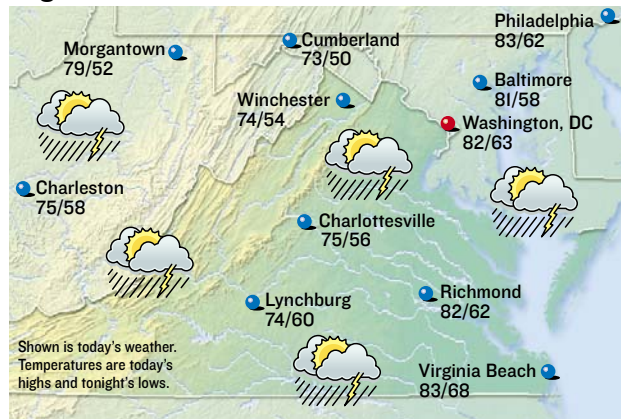 Philadelphia
83/62
Morgantown
79/52
Cumberland
73/50
Baltimore
81/58
Winchester
74/54
Washington, DC
82/63
Charleston
75/58
Charlottesville
75/56
Richmond
82/62
Lynchburg
74/60
Shown is today's weather.
Temperatures are today's
highs and tonight's lows.
Virginia Beach
83/68